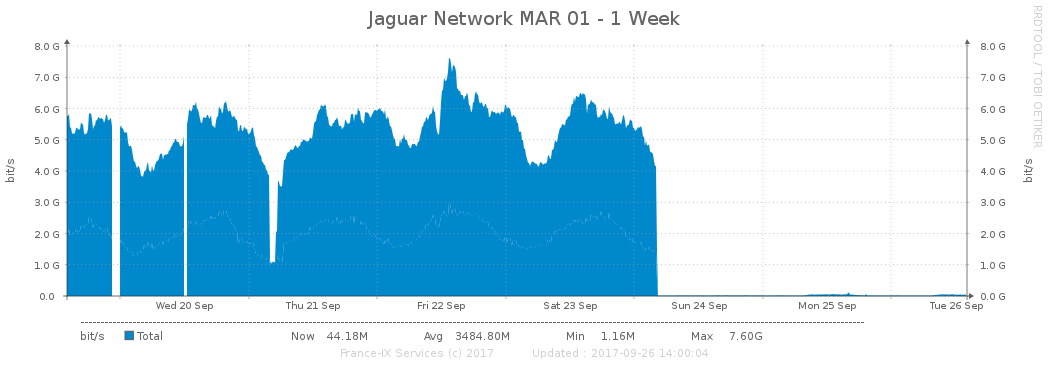 Jaguar Network MAR 01 - 1 Week
RRDTOOL / TOBI OETIKER
8.0 G 8.0 G
7.0 G 7.0 G
6.0 G 6.0 G
5.0 G 5.0 G
4.0 G 4.0 G
3.0 G 3.0 G
2.0 G 2.0 G
1.0 G 1.0 G
0.0 0.0 G
bit/s
bit/s
Wed 20 Sep Thu 21 Sep Fri 22 Sep Sat 23 Sep Sun 24 Sep Mon 25 Sep Tue 26 Sep
bit/s Total Now 44.18M Avg 3484.80M Min 1.16M Max 7.60G
France-IX Services (c) 2017 Updated : 2017-09-26 14:00:04